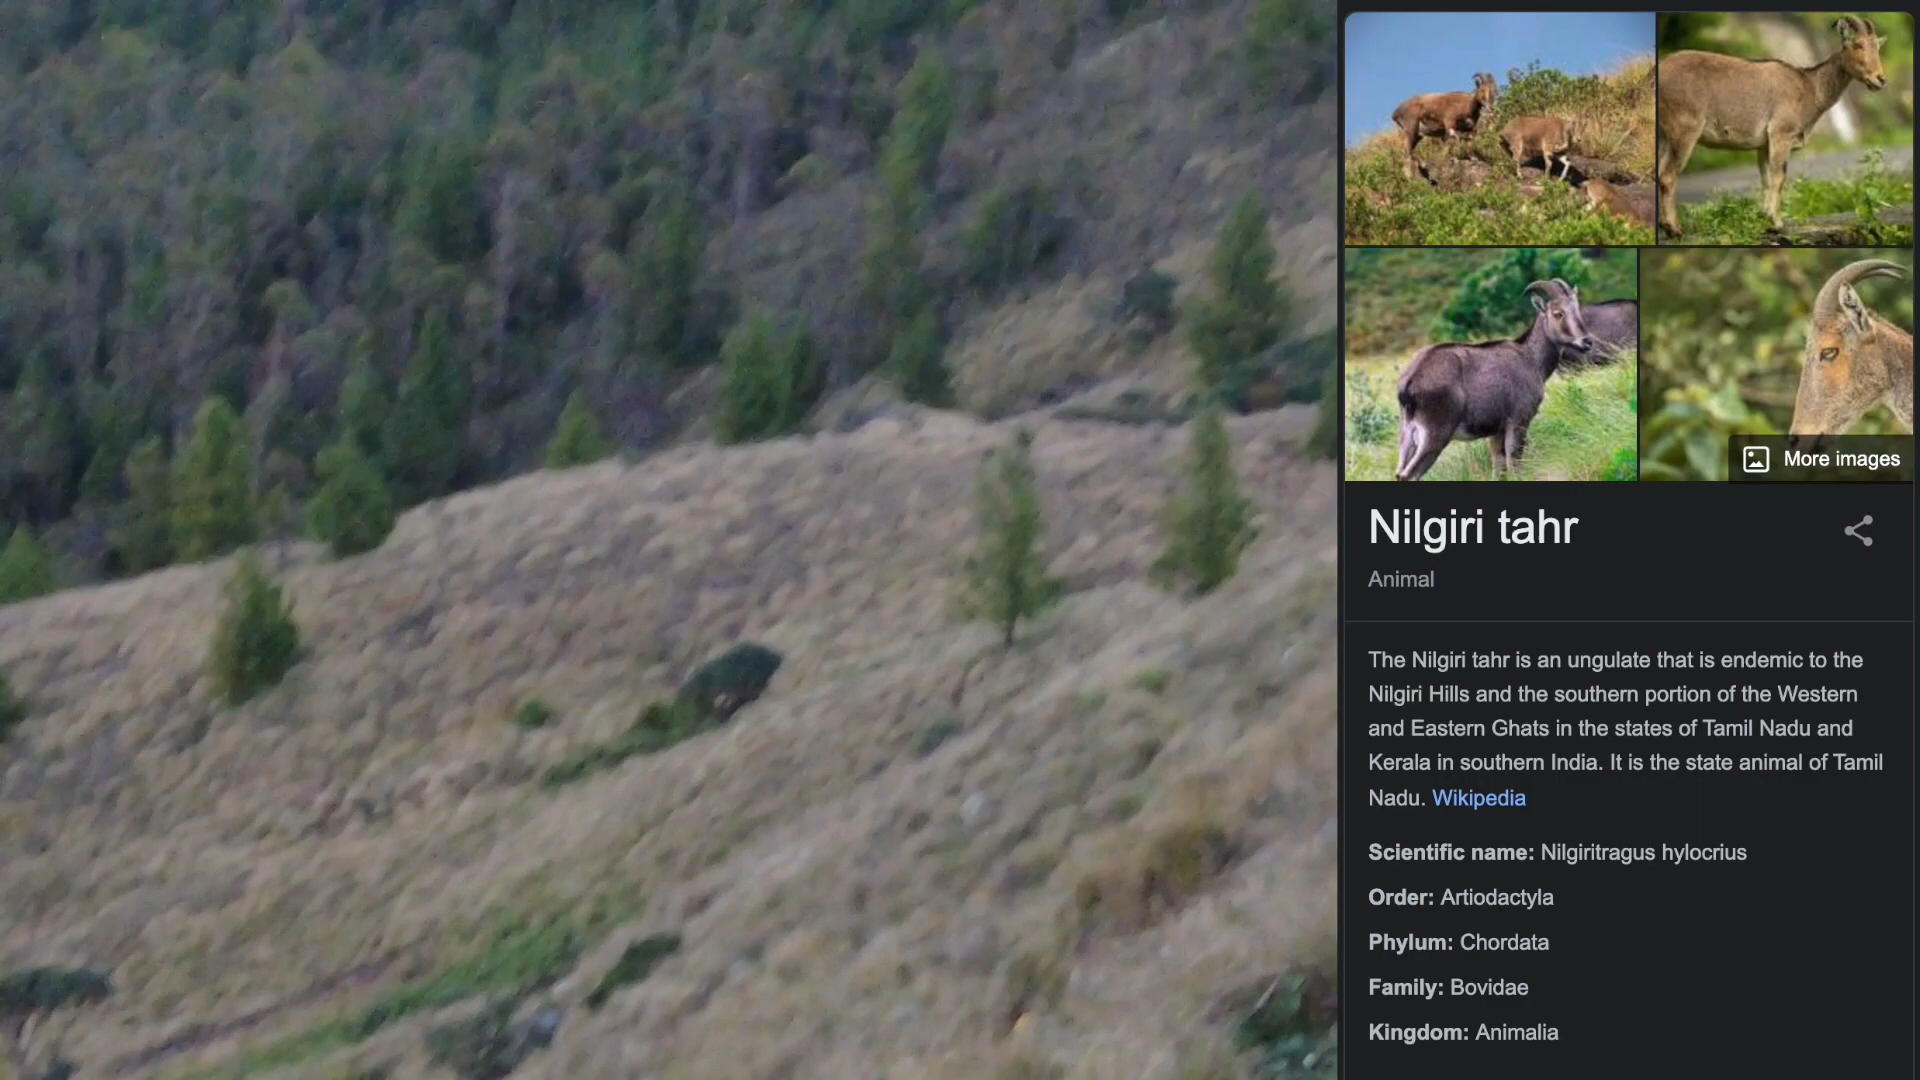 More images
Nilgiri tahr
Animal
The Nilgiri tahr is an ungulate that is endemic to the
Nilgiri Hills and the southern portion of the Western
and Eastern Ghats in the states of Tamil Nadu and
Kerala in southern India. It is the state animal of Tamil
Nadu. Wikipedia
Scientific name: Nilgiritragus hylocrius
Order: Artiodactyla
Phylum: Chordata
Family: Bovidae
Kingdom: Animalia